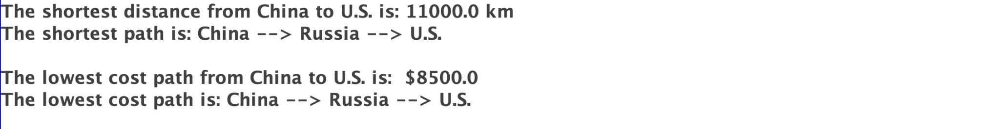 The shortest distance from China to U.S. is: 11000.0 km
The shortest path is: China --> Russia --> U.S.
The lowest cost path from China to U.S. is:  $8500.0
The lowest cost path is: China --> Russia --> U.S.